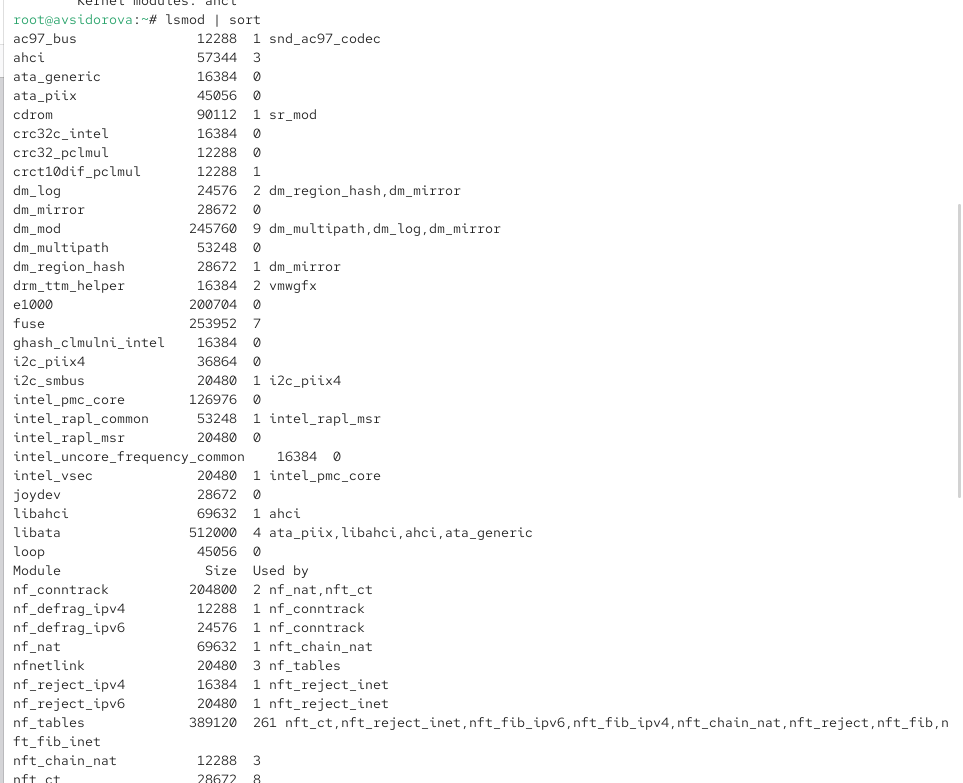 Kernel modules: ahci
root@avsidorova:~# lsmod | sort
ac97_bus 12288 1 snd_ac97_codec
ahci 57344 3
ata_generic 16384 0
ata_piix 45056 0
cdrom 90112 1 sr_mod
crc32c_intel 16384 0
crc32_pclmul 12288 0
crct10dif_pclmul 12288 1
dm_log 24576 2 dm_region_hash,dm_mirror
dm_mirror 28672 0
dm_mod 245760 9 dm_multipath,dm_log,dm_mirror
dm_multipath 53248 0
dm_region_hash 28672 1 dm_mirror
drm_ttm_helper 16384 2 vmwgfx
e1000 200704 0
fuse 253952 7
ghash_clmulni_intel 16384 0
i2c_piix4 36864 0
i2c_smbus 20480 1 i2c_piix4
intel_pmc_core 126976 0
intel_rapl_common 53248 1 intel_rapl_msr
intel_rapl_msr 20480 0
intel_uncore_frequency_common 16384 0
intel_vsec 20480 1 intel_pmc_core
joydev 28672 0
libahci 69632 1 ahci
libata 512000 4 ata_piix,libahci,ahci,ata_generic
loop 45056 0
Module Size Used by
nf_conntrack 204800 2 nf_nat,nft_ct
nf_defrag_ipv4 12288 1 nf_conntrack
nf_defrag_ipv6 24576 1 nf_conntrack
nf_nat 69632 1 nft_chain_nat
nfnetlink 20480 3 nf_tables
nf_reject_ipv4 16384 1 nft_reject_inet
nf_reject_ipv6 20480 1 nft_reject_inet
nf_tables 389120 261 nft_ct,nft_reject_inet,nft_fib_ipv6,nft_fib_ipv4,nft_chain_nat,nft_reject,nft_fib,n
ft_fib_inet
nft_chain_nat 12288 3
nft_ct 28672 8